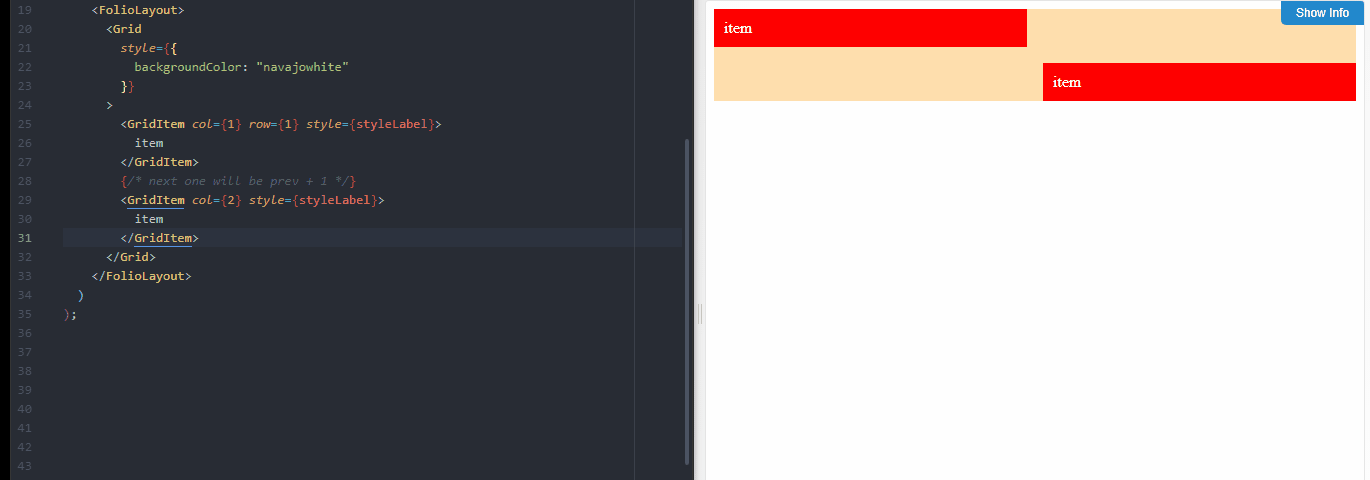 19 <FolioLayout>
20 <Grid
21 style={{
22 backgroundColor: "navajowhite"
23 }}
24 >
25 <GridItem col={1} row={1} style={styleLabel}>
26 item
27 </GridItem>
28 {/* next one will be prev + 1 */}
29 <GridItem col={2} style={styleLabel}>
30 item
31 </GridItem>
32 </Grid>
33 </FolioLayout>
34 )
35 );
36
37
38
39
40
41
42
43
Show Info
item
item